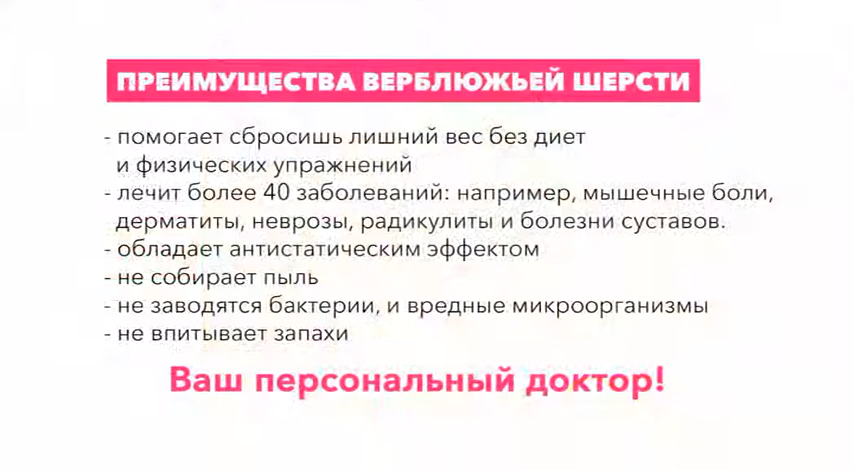 ПРЕИМУЩЕСТВА ВЕРБЛЮЖЬЕЙ ШЕРСТИ
- помогает сбросишь лишний вес без диет
и физических упражнений
- лечит более 40 заболеваний: например, мышечные боли,
дерматиты, неврозы, радикулиты и болезни суставов.
- обладает антистатическим эффектом
- не собирает пыль
- не заводятся бактерии, и вредные микроорганизмы
- не впитывает запахи
Ваш персональный доктор!